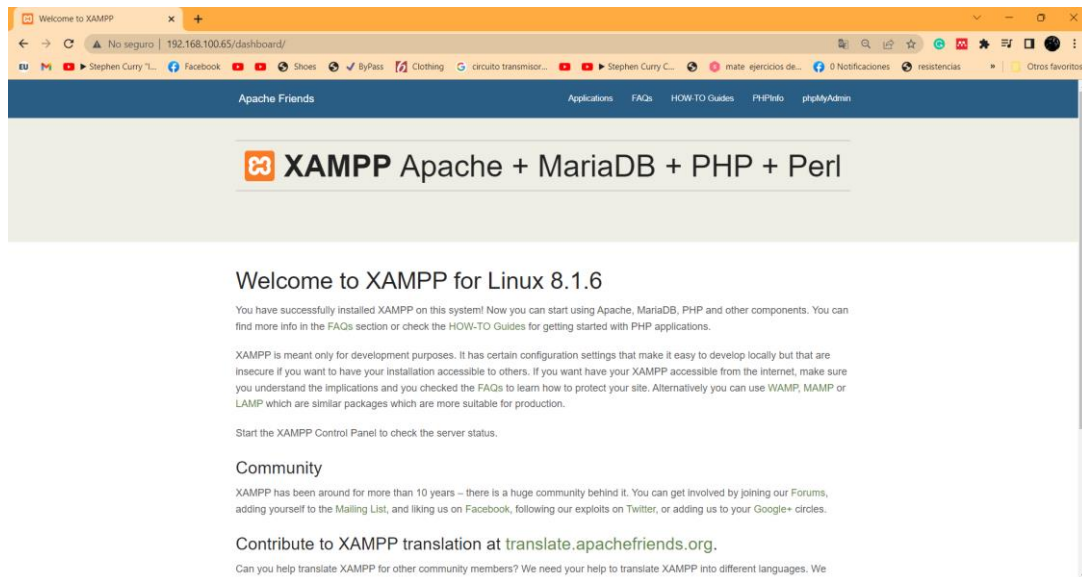 Welcome to XAMPP
No seguro | 192.168.100.65/dashboard/
EU
Stephen Curry "I...
Facebook
Shoes
ByPass
Clothing
circuito transmisor...
Stephen Curry C...
mate ejercicios de...
0 Notificaciones
resistencias
»
Otros favoritos
Apache Friends
Applications FAQs HOW-TO Guides PHPInfo phpMyAdmin
XAMPP Apache + MariaDB + PHP + Perl
Welcome to XAMPP for Linux 8.1.6
You have successfully installed XAMPP on this system! Now you can start using Apache, MariaDB, PHP and other components. You can
find more info in the FAQs section or check the HOW-TO Guides for getting started with PHP applications.
XAMPP is meant only for development purposes. It has certain configuration settings that make it easy to develop locally but that are
insecure if you want to have your installation accessible to others. If you want have your XAMPP accessible from the internet, make sure
you understand the implications and you checked the FAQs to learn how to protect your site. Alternatively you can use WAMP, MAMP or
LAMP which are similar packages which are more suitable for production.
Start the XAMPP Control Panel to check the server status.
Community
XAMPP has been around for more than 10 years – there is a huge community behind it. You can get involved by joining our Forums,
adding yourself to the Mailing List, and liking us on Facebook, following our exploits on Twitter, or adding us to your Google+ circles.
Contribute to XAMPP translation at translate.apachefriends.org.
Can you help translate XAMPP for other community members? We need your help to translate XAMPP into different languages. We